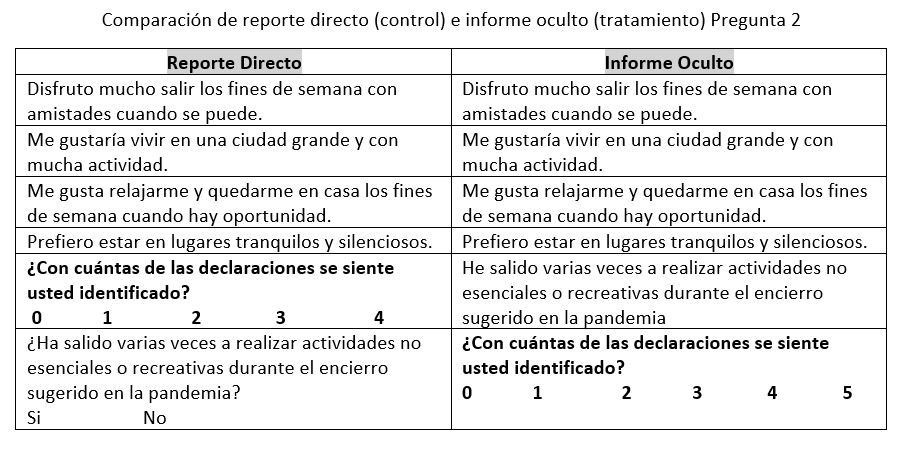 Comparación de reporte directo (control) e informe oculto (tratamiento) Pregunta 2
Reporte Directo
Disfruto mucho salir los fines de semana con
amistades cuando se puede.
Me gustaría vivir en una ciudad grande y con
mucha actividad.
Me gusta relajarme y quedarme en casa los fines
de semana cuando hay oportunidad.
Prefiero estar en lugares tranquilos y silenciosos.
¿Con cuántas de las declaraciones se siente
usted identificado?
0 1 2 3 4
¿Ha salido varias veces a realizar actividades no
esenciales o recreativas durante el encierro
sugerido en la pandemia?
Si No
Informe Oculto
Disfruto mucho salir los fines de semana con
amistades cuando se puede.
Me gustaría vivir en una ciudad grande y con
mucha actividad.
Me gusta relajarme y quedarme en casa los fines
de semana cuando hay oportunidad.
Prefiero estar en lugares tranquilos y silenciosos.
He salido varias veces a realizar actividades no
esenciales o recreativas durante el encierro
sugerido en la pandemia
¿Con cuántas de las declaraciones se siente
usted identificado?
0 1 2 3 4 5